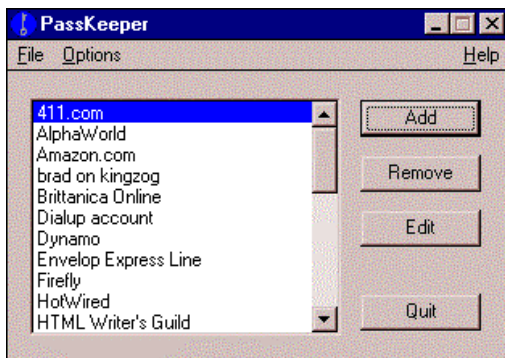 PassKeeper
File Options Help
411.com
AlphaWorld
Amazon.com
brad on kingzog
Brittanica Online
Dialup account
Dynamo
Envelop Express Line
Firefly
HotWired
HTML Writer's Guild
Add
Remove
Edit
Quit